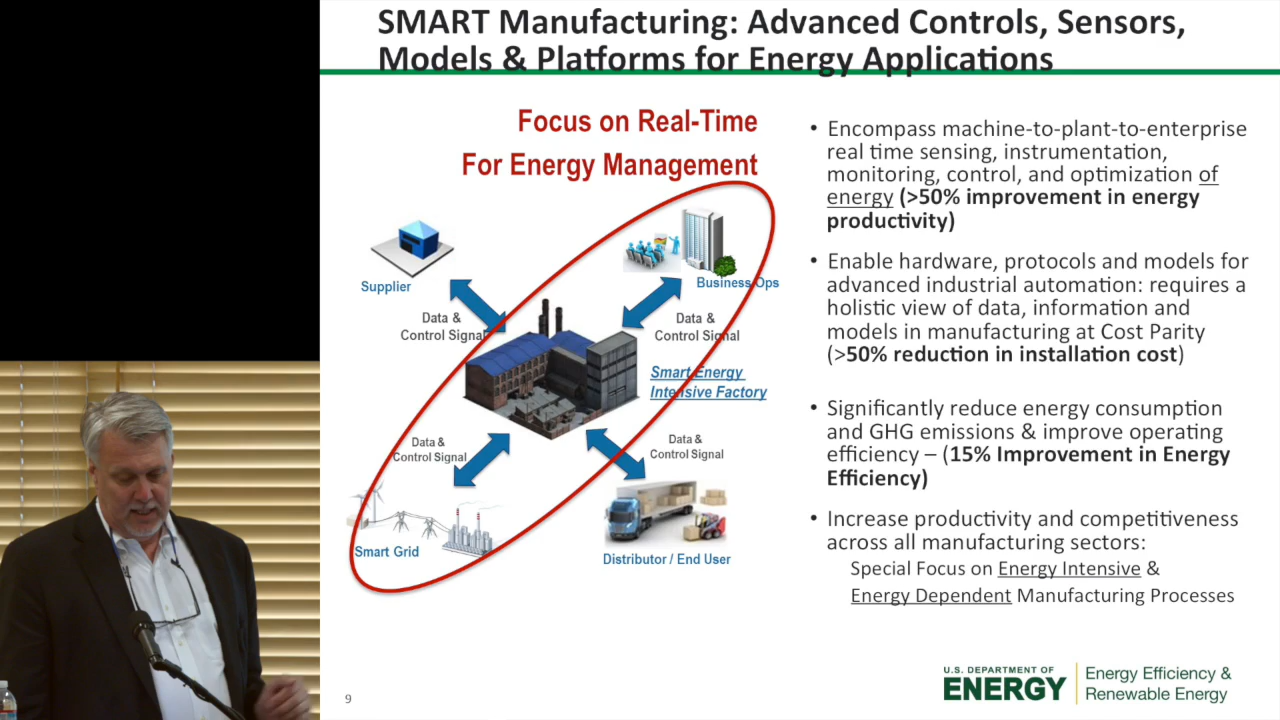 SMART Manufacturing: Advanced Controls, Sensors,
Models & Platforms for Energy Applications
Focus on Real-Time
For Energy Management
Supplier
Business Ops
Data &
Control Signal
Data &
Control Signal
Smart Energy
Intensive Factory
Data &
Control Signal
Data &
Control Signal
Smart Grid
Distributor / End User
• Encompass machine-to-plant-to-enterprise
real time sensing, instrumentation,
monitoring, control, and optimization of
energy (>50% improvement in energy
productivity)
• Enable hardware, protocols and models for
advanced industrial automation: requires a
holistic view of data, information and
models in manufacturing at Cost Parity
(>50% reduction in installation cost)
• Significantly reduce energy consumption
and GHG emissions & improve operating
efficiency – (15% Improvement in Energy
Efficiency)
• Increase productivity and competitiveness
across all manufacturing sectors:
Special Focus on Energy Intensive &
Energy Dependent Manufacturing Processes
9
U.S. DEPARTMENT OF
ENERGY
Energy Efficiency &
Renewable Energy